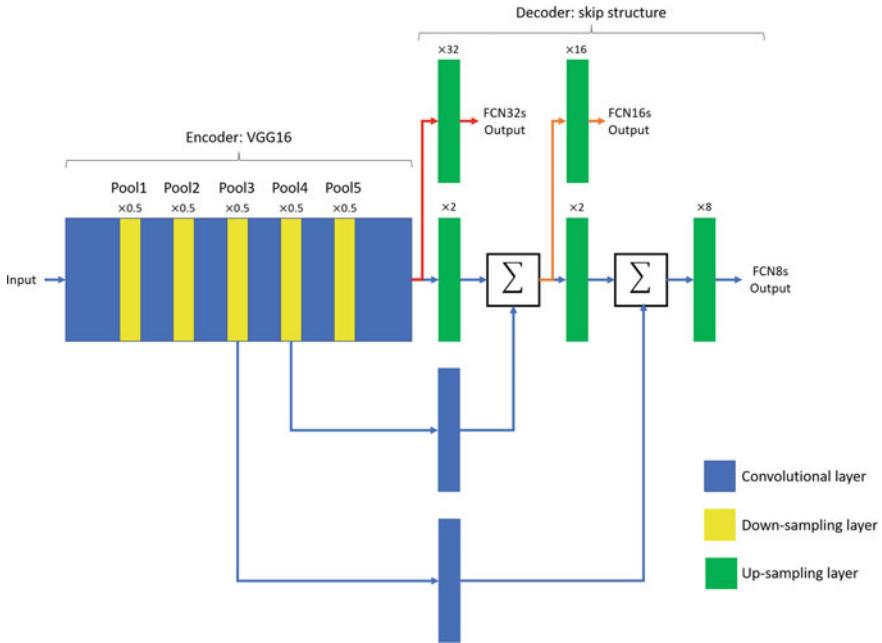 Decoder: skip structure
×32
×16
FCN32s
Output
FCN16s
Output
Encoder: VGG16
Pool1 Pool2 Pool3 Pool4 Pool5
×0.5 ×0.5 ×0.5 ×0.5 ×0.5
×2
×2
×8
Input
∑
∑
FCN8s
Output
Convolutional layer
Down-sampling layer
Up-sampling layer